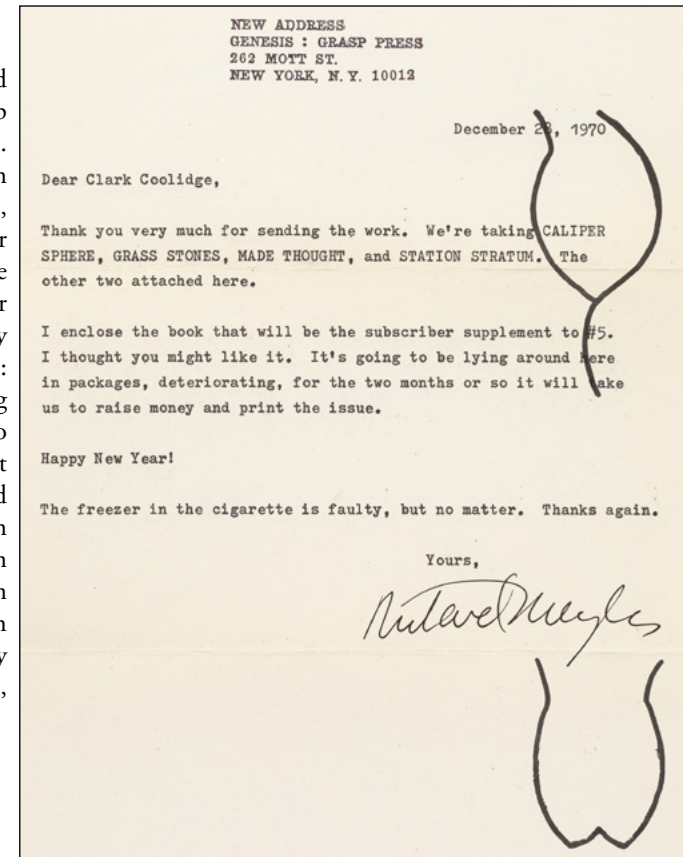 NEW ADDRESS
GENESIS : GRASP PRESS
262 MOTT ST.
NEW YORK, N. Y. 10012
December 1970
Dear Clark Coolidge,
Thank you very much for sending the work. We're taking CALIPER
SPHERE, GRASS STONES, MADE THOUGHT, and STATION STRATUM. The
other two attached here.
I enclose the book that will be the subscriber supplement to #5.
I thought you might like it. It's going to be lying around here
in packages, deteriorating, for the two months or so it will take
us to raise money and print the issue.
Happy New Year!
The freezer in the cigarette is faulty, but no matter. Thanks again.
Yours,